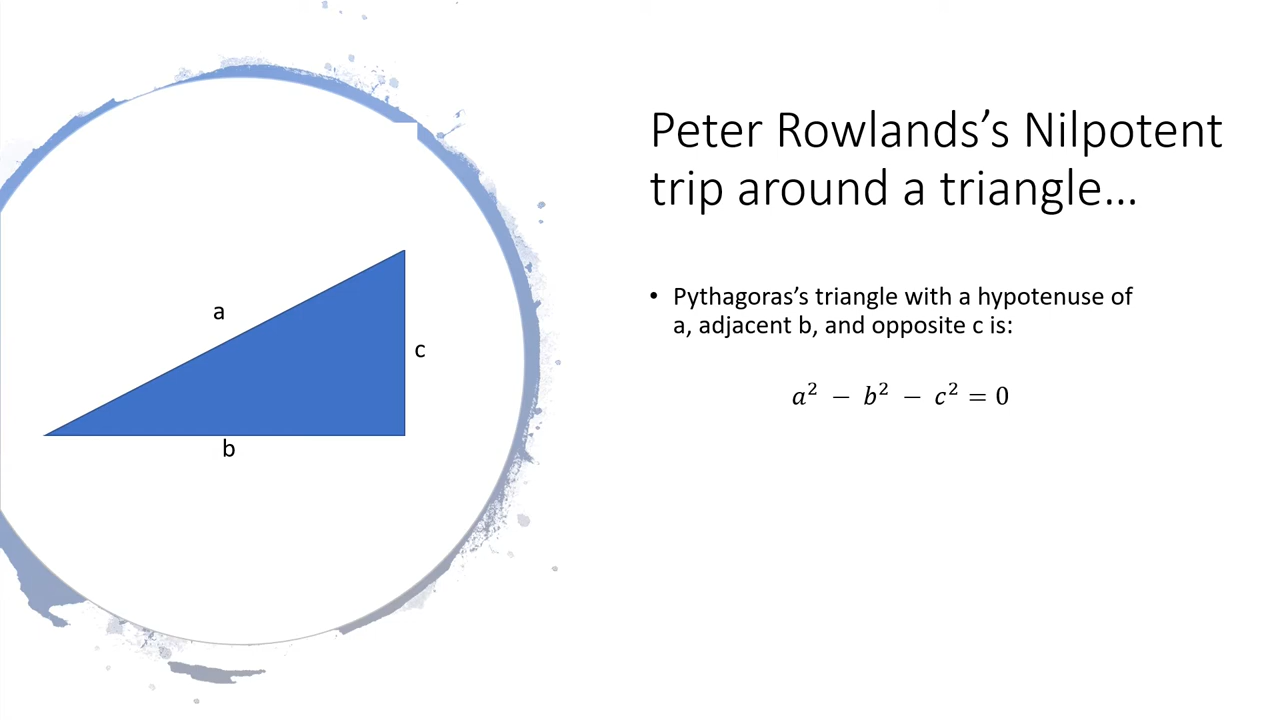 Peter Rowlands’s Nilpotent
trip around a triangle…
a
c
b
• Pythagoras’s triangle with a hypotenuse of
a, adjacent b, and opposite c is:
a² − b² − c² = 0